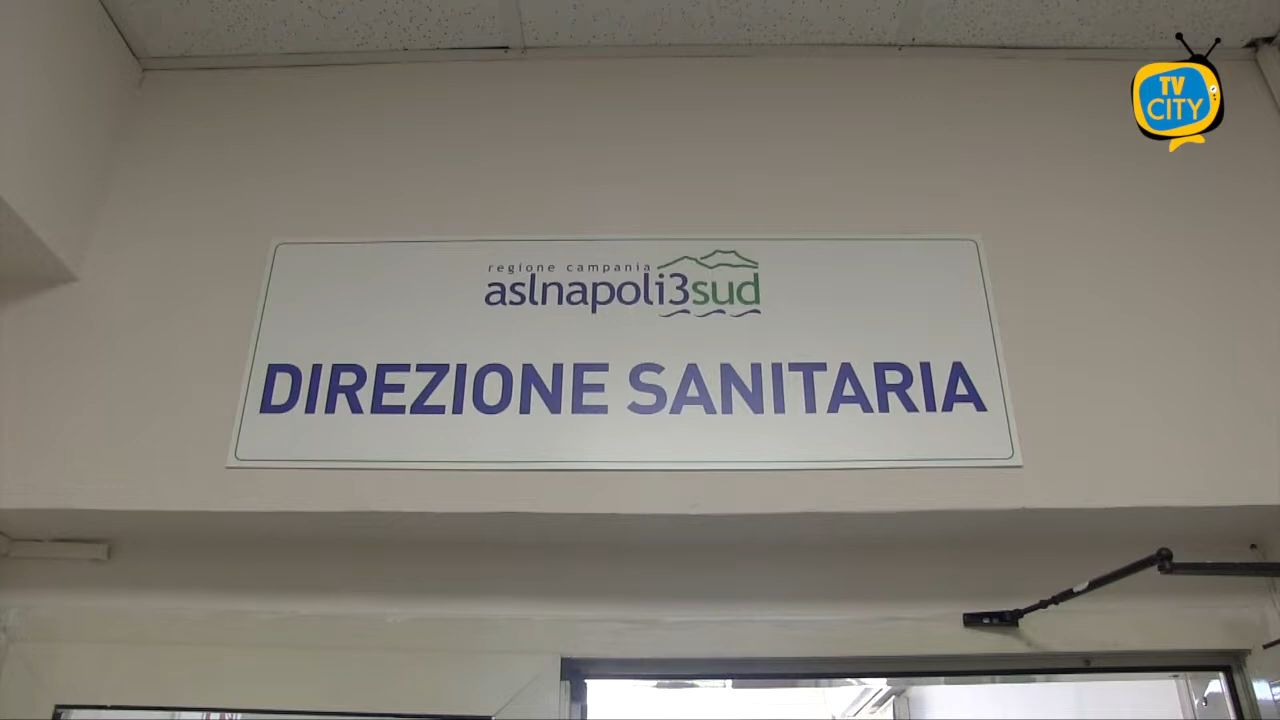 TV
CITY
regione campania
aslnapoli3sud
DIREZIONE SANITARIA